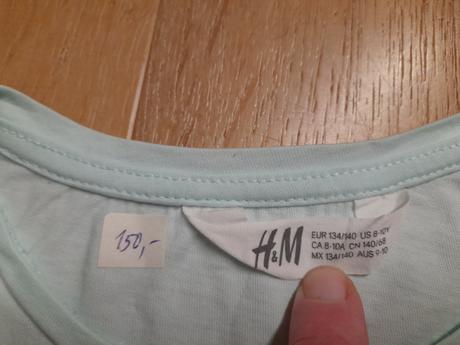 150,-
H&M
EUR 134/140 US 8-10Y
CA 8-10A CN 140/68
MX 134/140 AUS 9-10